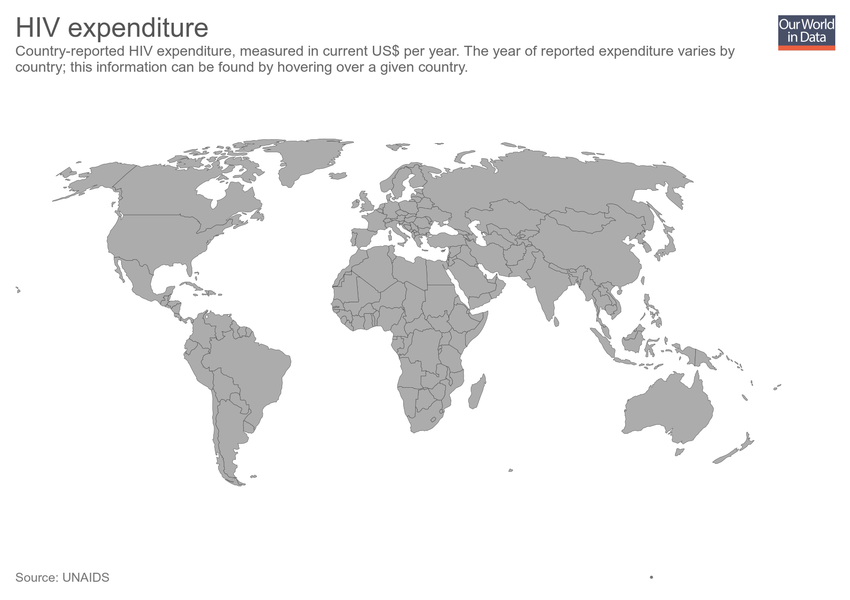 HIV expenditure
Country-reported HIV expenditure, measured in current US$ per year. The year of reported expenditure varies by
country; this information can be found by hovering over a given country.
Our World
in Data
Source: UNAIDS